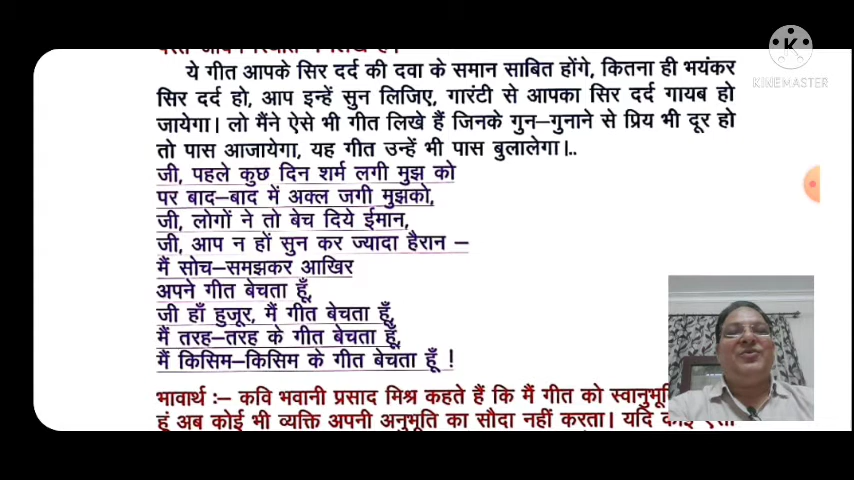 KINEMASTER
ये गीत आपके सिर दर्द की दवा के समान साबित होंगे, कितना ही भयंकर
सिर दर्द हो, आप इन्हें सुन लिजिए, गारंटी से आपका सिर दर्द गायब हो
जायेगा। लो मैंने ऐसे भी गीत लिखे हैं जिनके गुन–गुनाने से प्रिय भी दूर हो
तो पास आजायेगा, यह गीत उन्हें भी पास बुलालेगा।..
जी, पहले कुछ दिन शर्म लगी मुझ को
पर बाद–बाद में अक्ल जगी मुझको,
जी, लोगों ने तो बेच दिये ईमान,
जी, आप न हों सुन कर ज्यादा हैरान –
मैं सोच–समझकर आखिर
अपने गीत बेचता हूँ,
जी हाँ हुजूर, मैं गीत बेचता हूँ,
मैं तरह–तरह के गीत बेचता हूँ,
मैं किसिम–किसिम के गीत बेचता हूँ !
भावार्थ :– कवि भवानी प्रसाद मिश्र कहते हैं कि मैं गीत को
हूं अब कोई भी व्यक्ति अपनी अनुभूति का सौदा नहीं करता। यदि